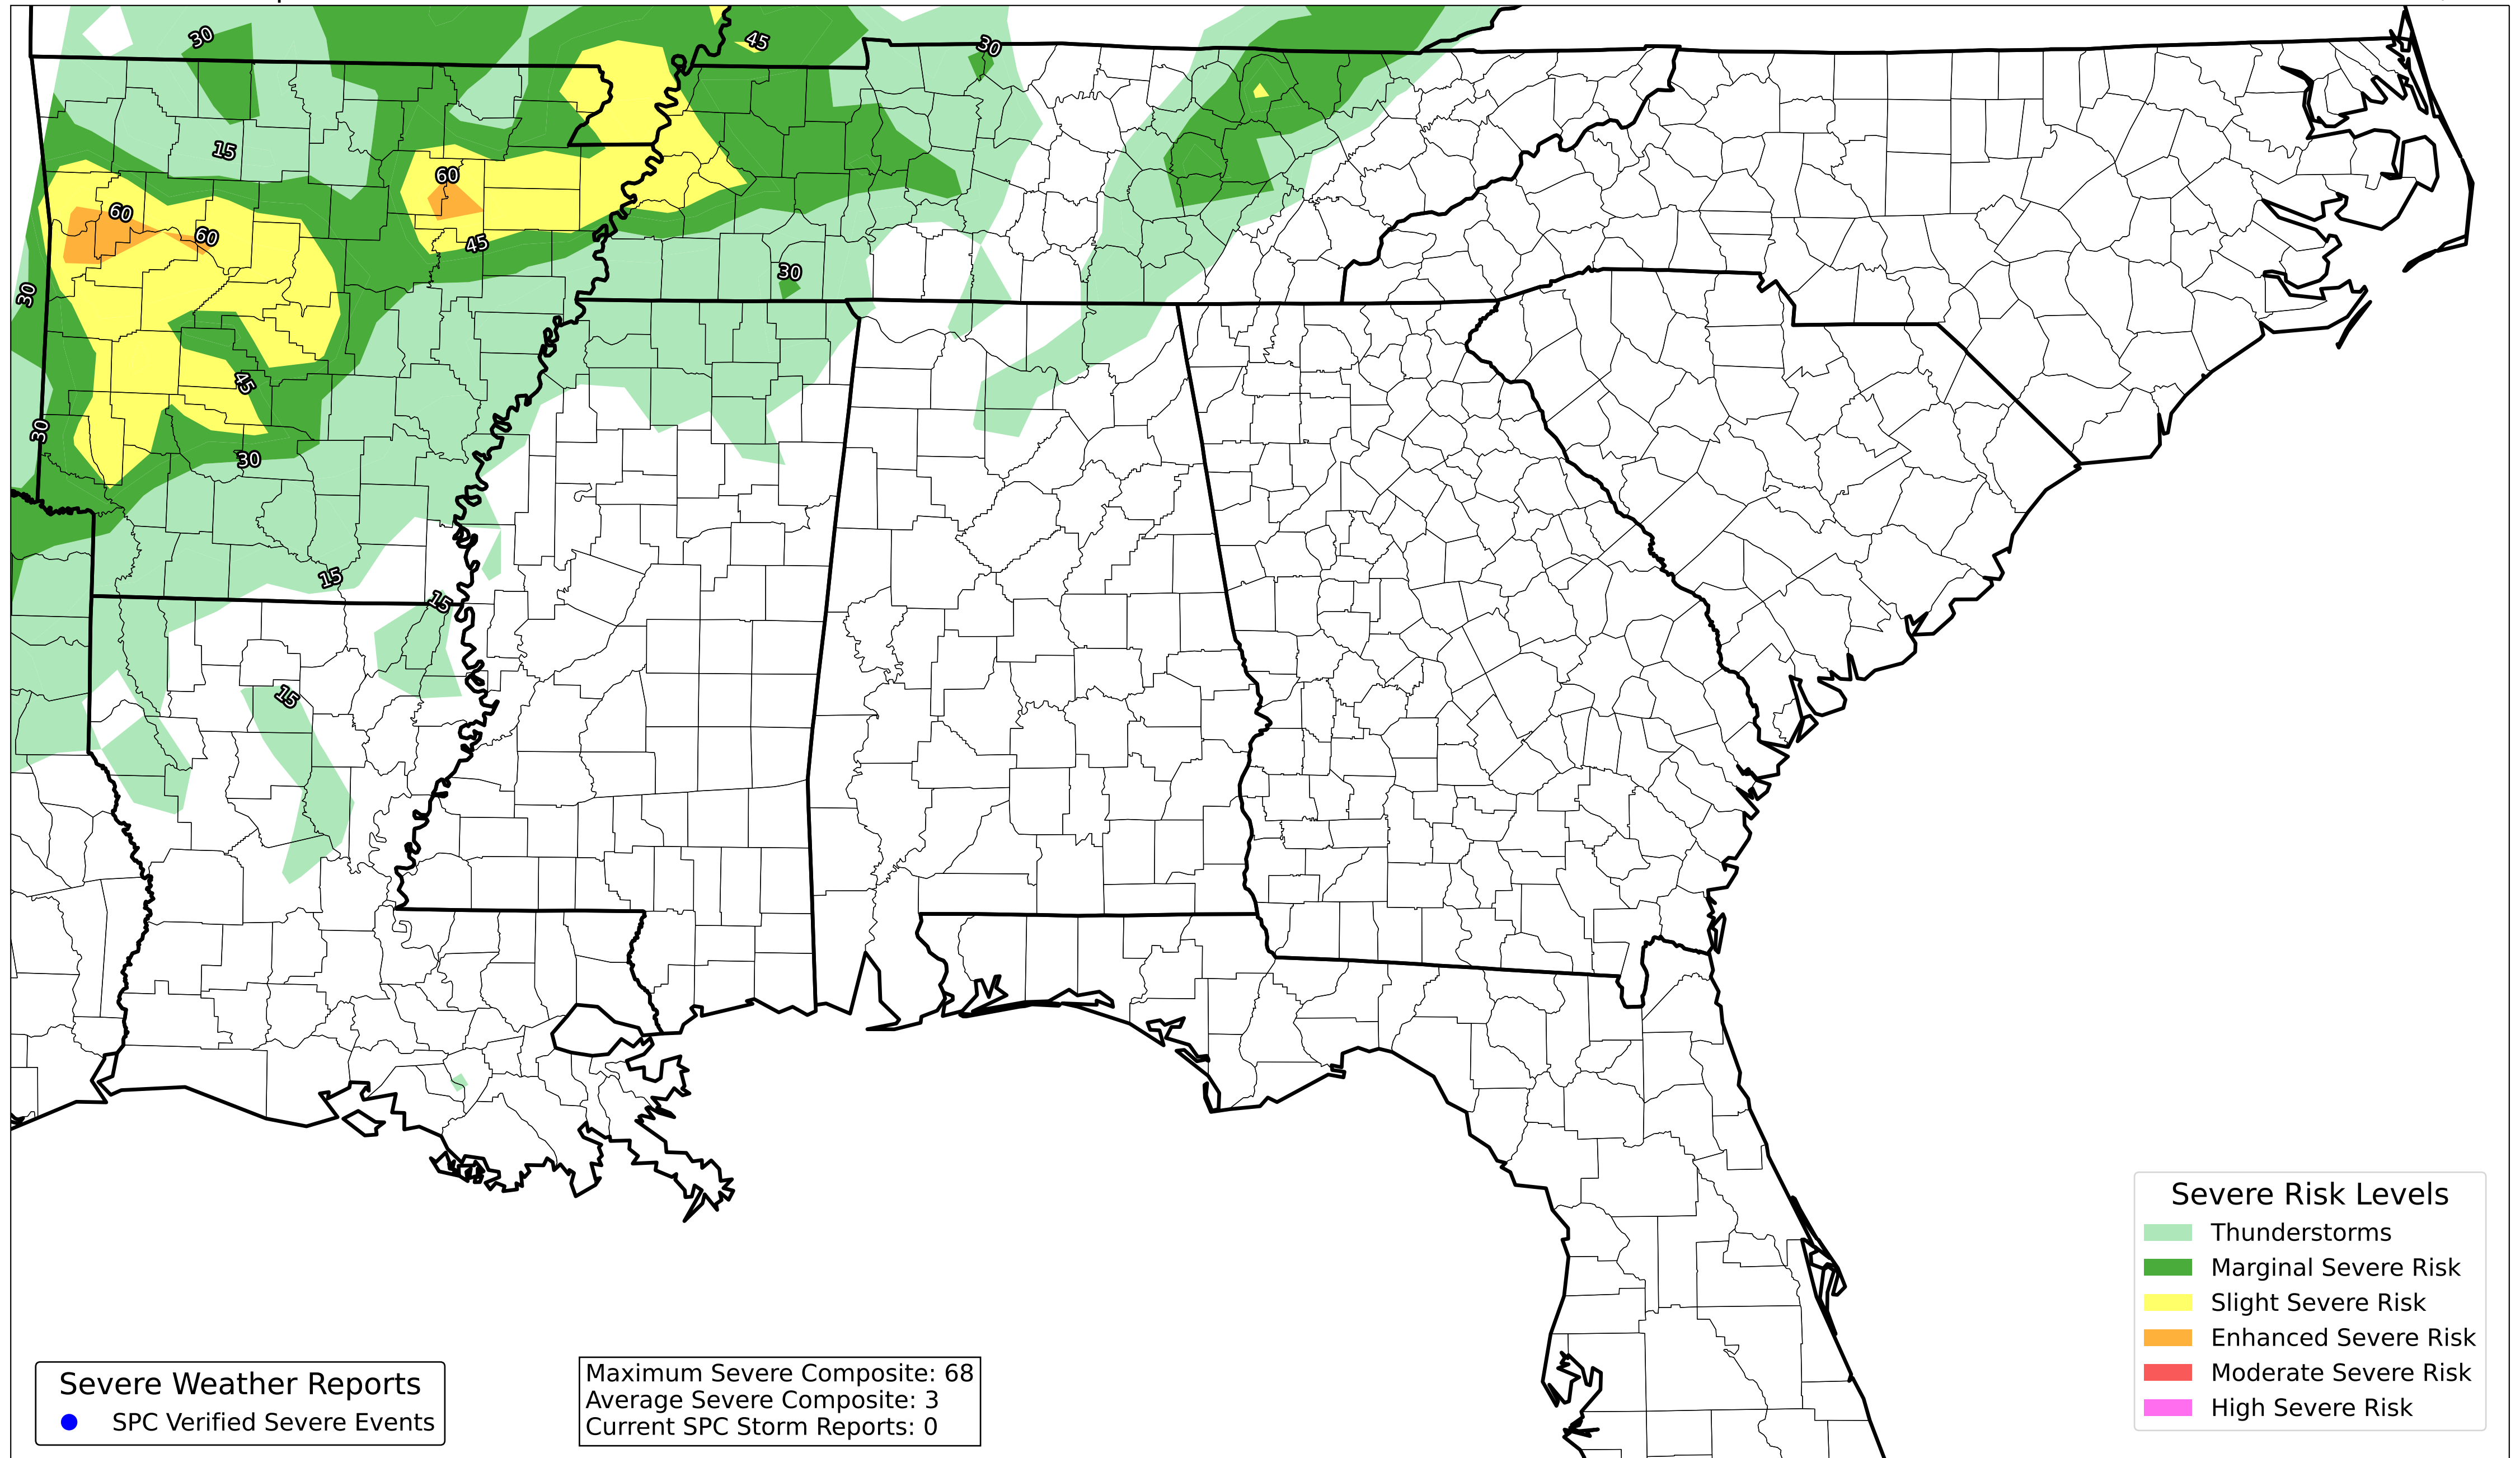 30
45
30
15
60
60
60
45
30
30
45
30
30
15
15
15
Severe Risk Levels
Thunderstorms
Marginal Severe Risk
Slight Severe Risk
Enhanced Severe Risk
Moderate Severe Risk
High Severe Risk
Severe Weather Reports
SPC Verified Severe Events
Maximum Severe Composite: 68
Average Severe Composite: 3
Current SPC Storm Reports: 0